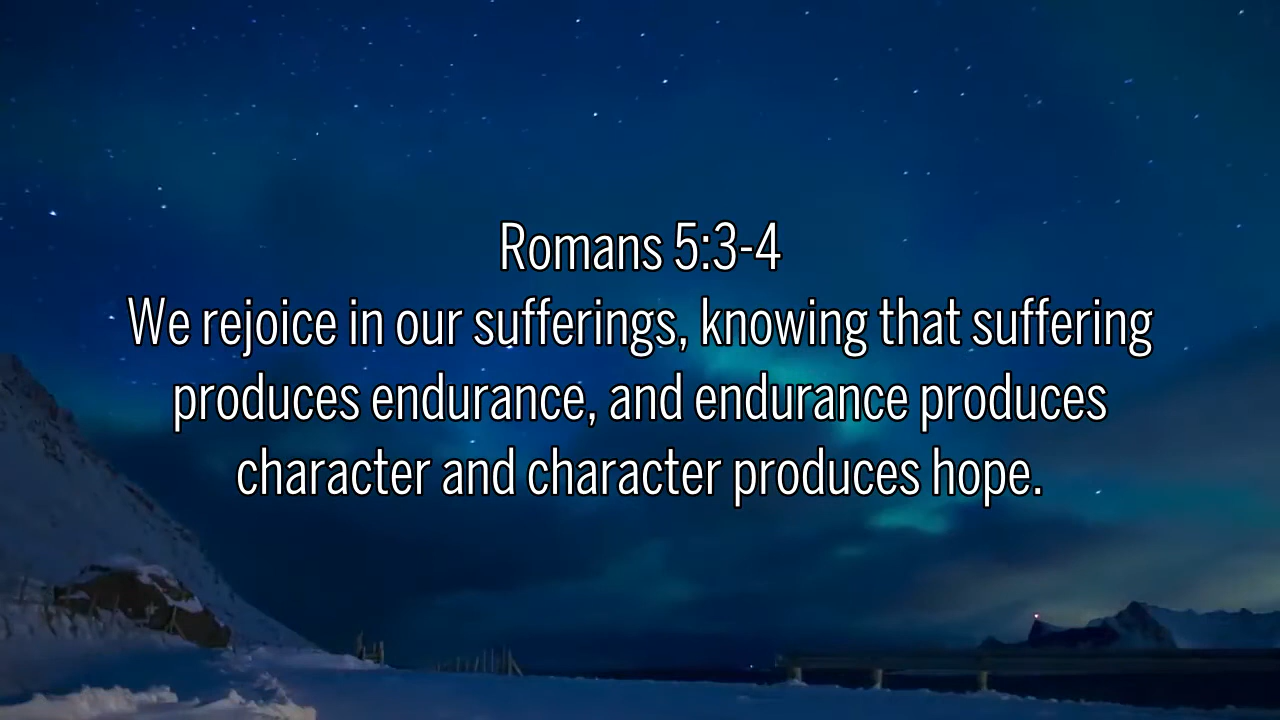 Romans 5:3-4
We rejoice in our sufferings, knowing that suffering
produces endurance, and endurance produces
character and character produces hope.